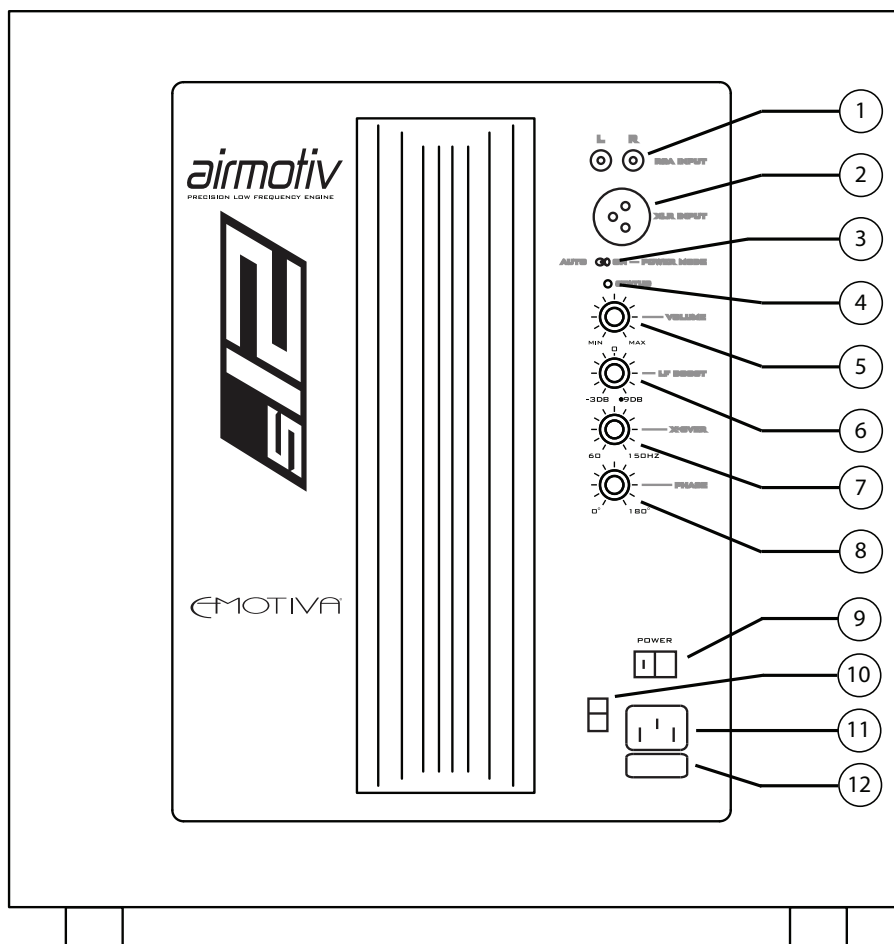 airmotiv
PRECISION LOW FREQUENCY ENGINE
S12
EMOTIVA
L R
RCA INPUT
XLR INPUT
AUTO ON POWER MODE
STATUS
VOLUME
MIN MAX
0
LF BOOST
-3DB •9DB
X-OVER
60 150HZ
PHASE
0° 180°
POWER
1
2
3
4
5
6
7
8
9
10
11
12